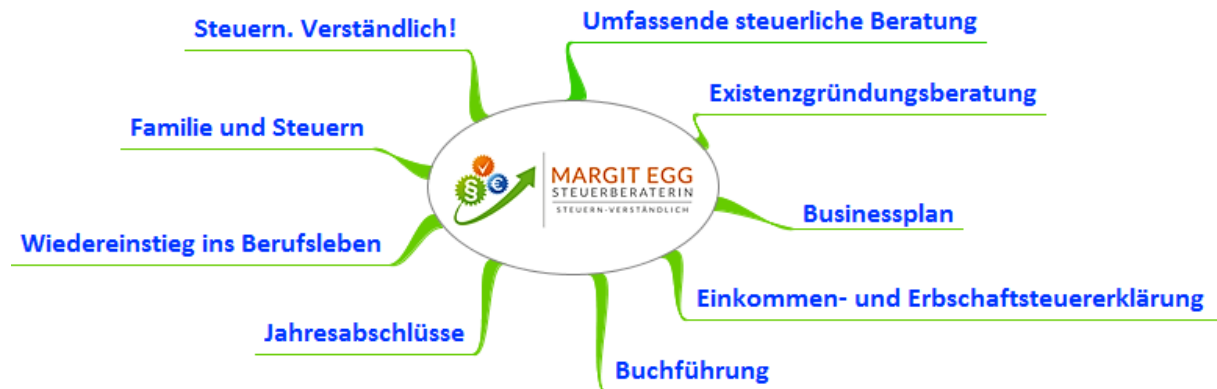 Steuern. Verständlich!
Umfassende steuerliche Beratung
Existenzgründungsberatung
Familie und Steuern
§
€
MARGIT EGG
STEUERBERATERIN
STEUERN-VERSTÄNDLICH
Businessplan
Wiedereinstieg ins Berufsleben
Einkommen- und Erbschaftsteuererklärung
Jahresabschlüsse
Buchführung